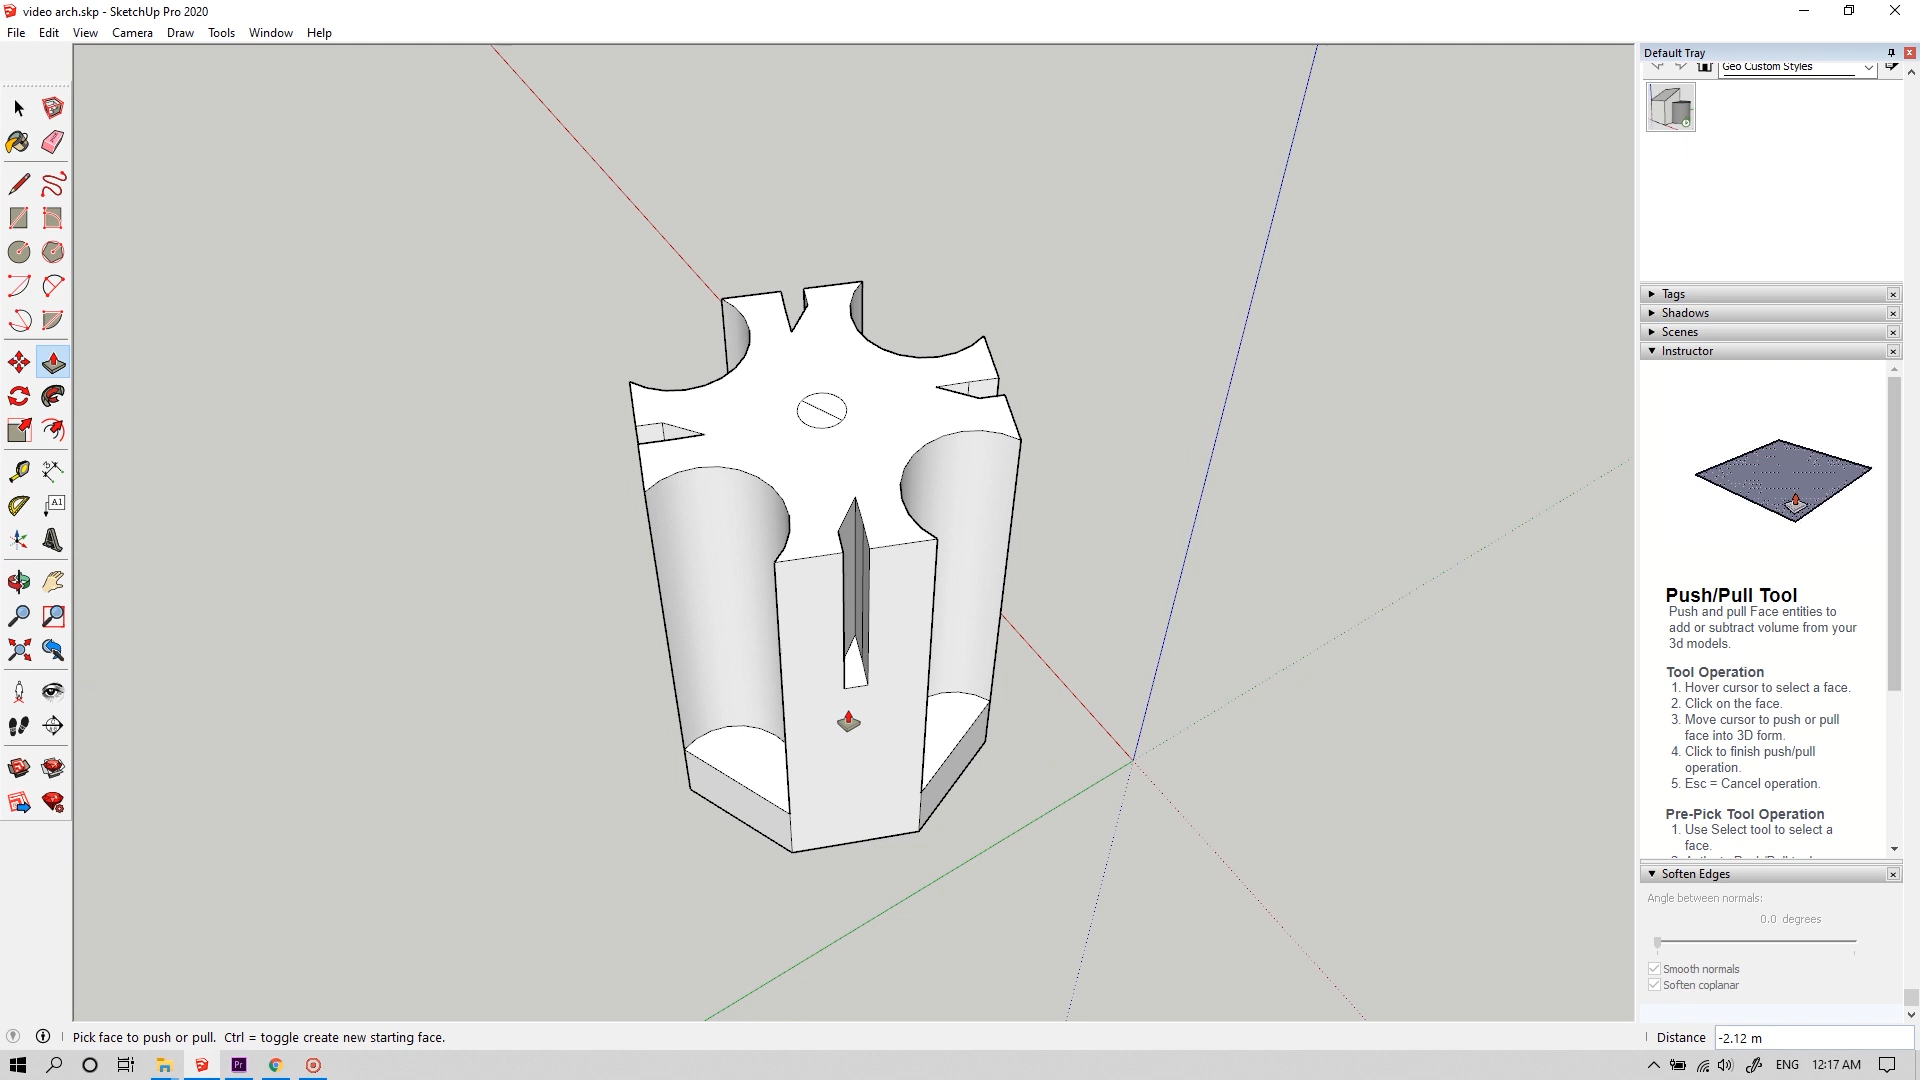 video arch.skp - SketchUp Pro 2020
File Edit View Camera Draw Tools Window Help
Default Tray
Geo Custom Styles
Tags
Shadows
Scenes
Instructor
A1
Push/Pull Tool
Push and pull Face entities to
add or subtract volume from your
3d models.
Tool Operation
1. Hover cursor to select a face.
2. Click on the face.
3. Move cursor to push or pull
face into 3D form.
4. Click to finish push/pull
operation.
5. Esc = Cancel operation.
Pre-Pick Tool Operation
1. Use Select tool to select a
face.
Soften Edges
Angle between normals:
0.0 degrees
Smooth normals
Soften coplanar
Pick face to push or pull. Ctrl = toggle create new starting face.
Distance -2.12 m
Pr
ENG 12:17 AM